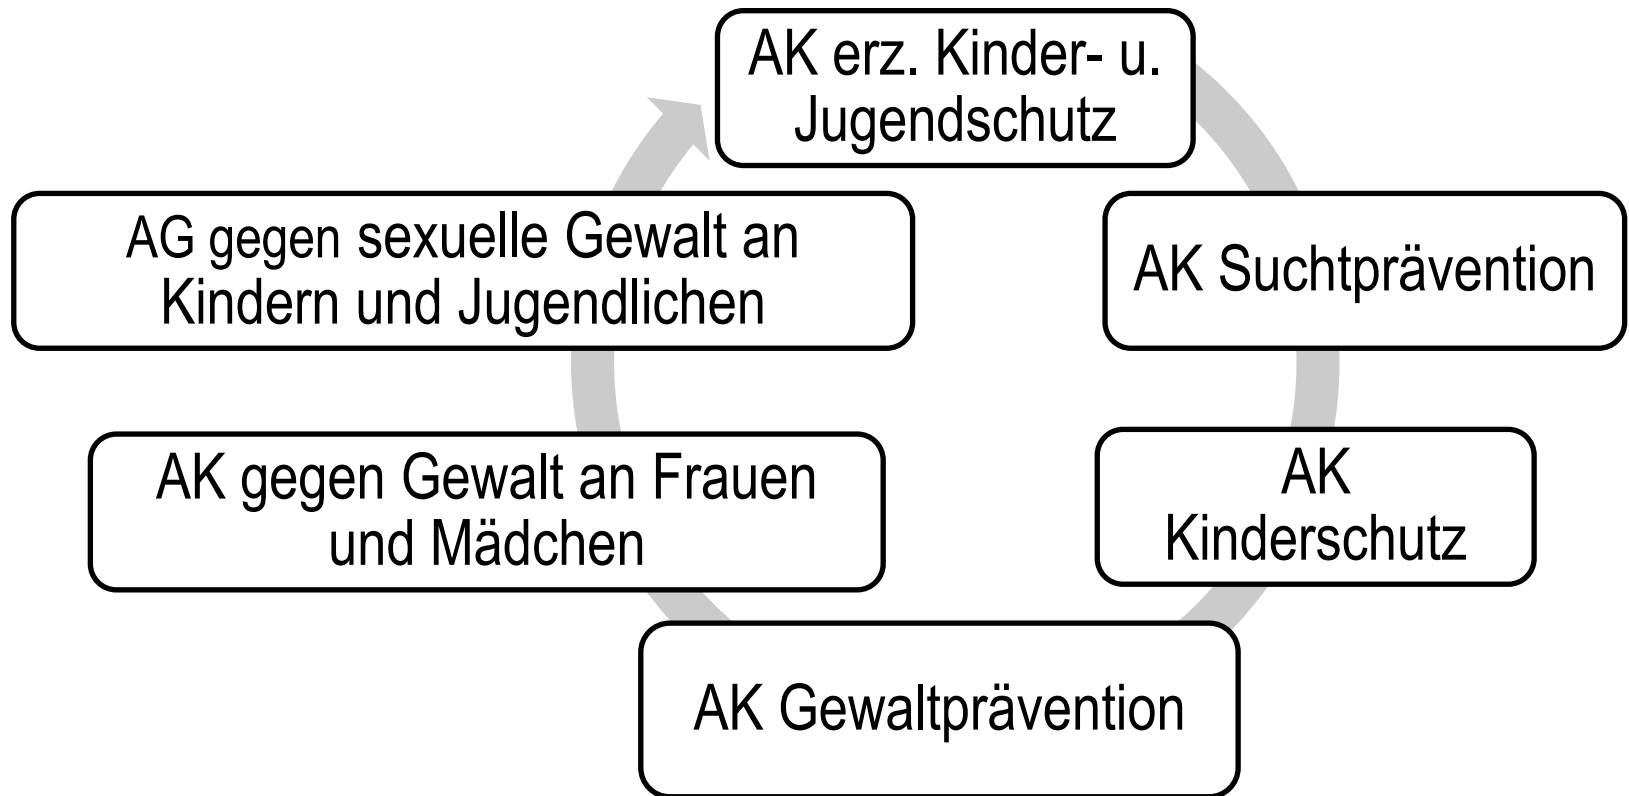 AK erz. Kinder- u.
Jugendschutz
AG gegen sexuelle Gewalt an
Kindern und Jugendlichen
AK Suchtprävention
AK gegen Gewalt an Frauen
und Mädchen
AK
Kinderschutz
AK Gewaltprävention